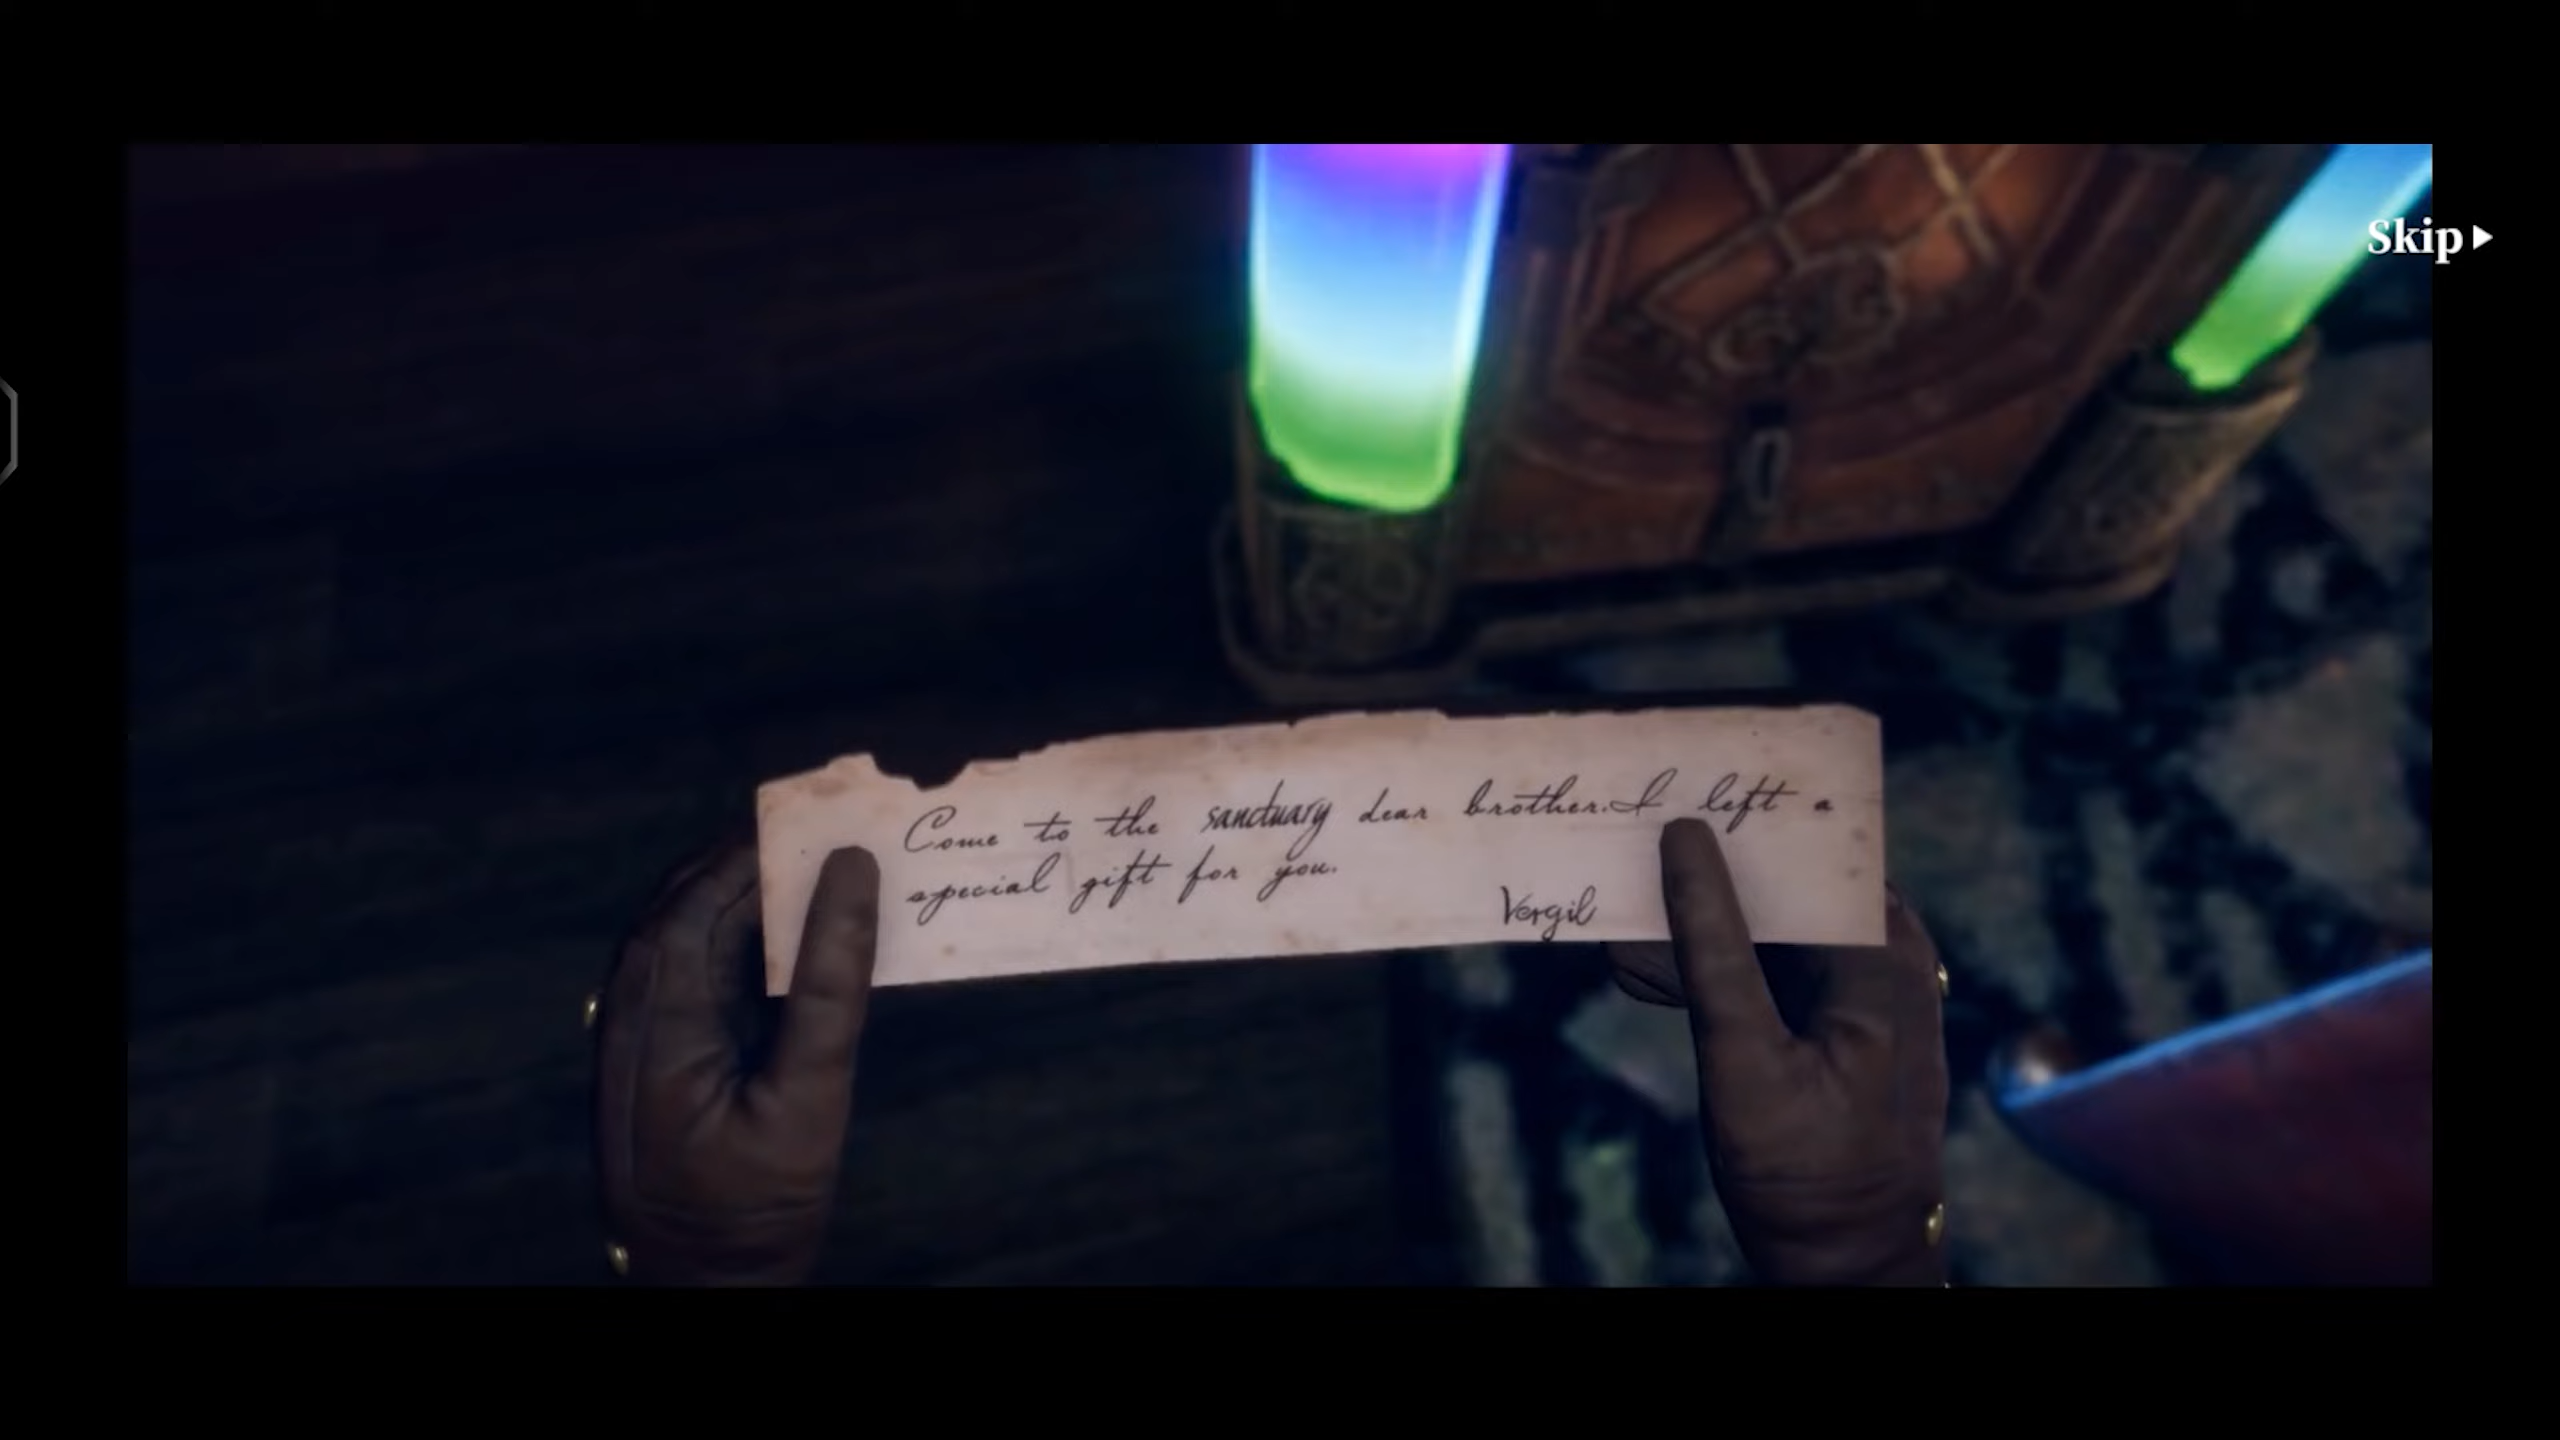 Skip
Come to the sanctuary dear brother.I left a
special gift for you.
Vergil